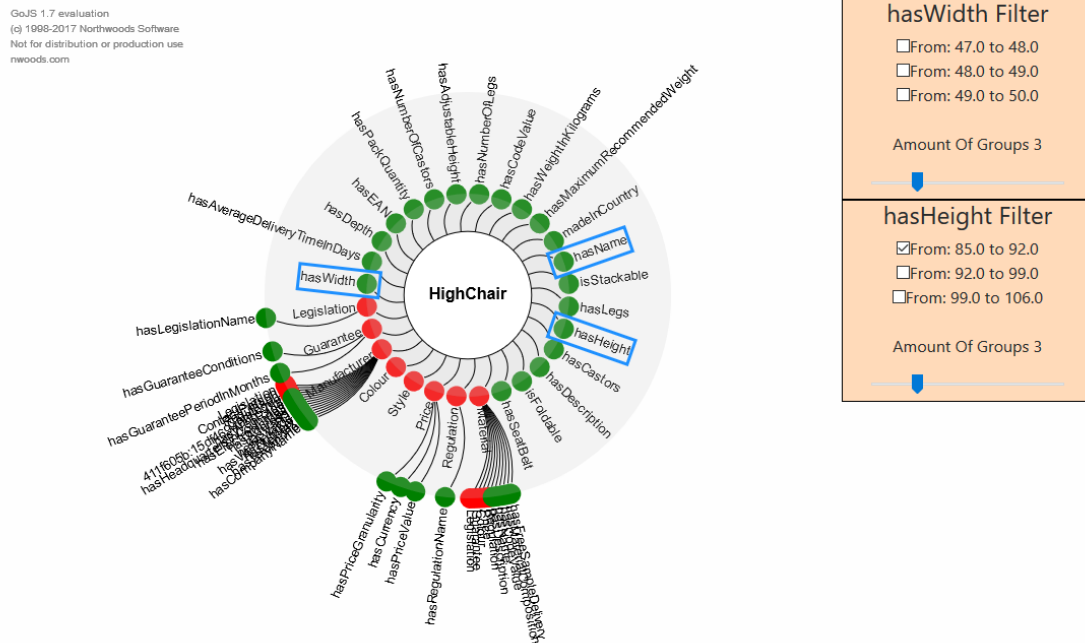 GoJS 1.7 evaluation
(c) 1998-2017 Northwoods Software
Not for distribution or production use
nwoods.com
HighChair
hasWidth
hasAverageDeliveryTimeInDays
hasDepth
hasEAN
hasPackQuantity
hasNumberOfCastors
hasAdjustableHeight
hasNumberOfLegs
hasCodeValue
hasWeightInKilograms
hasMaximumRecommendedWeight
madeInCountry
hasName
isStackable
hasLegs
hasHeight
hasCastors
hasDescription
isFoldable
hasSeatBelt
Material
Regulation
Price
Style
Colour
Manufacturer
Guarantee
Legislation
hasLegislationName
hasGuaranteeConditions
hasGuaranteePeriodInMonths
Legislation
hasCompanyName
hasPriceGranularity
hasCurrency
hasPriceValue
hasRegulationName
Legislation
hasFreeSampleDelivery
hasWidth Filter
From: 47.0 to 48.0
From: 48.0 to 49.0
From: 49.0 to 50.0
Amount Of Groups 3
hasHeight Filter
From: 85.0 to 92.0
From: 92.0 to 99.0
From: 99.0 to 106.0
Amount Of Groups 3